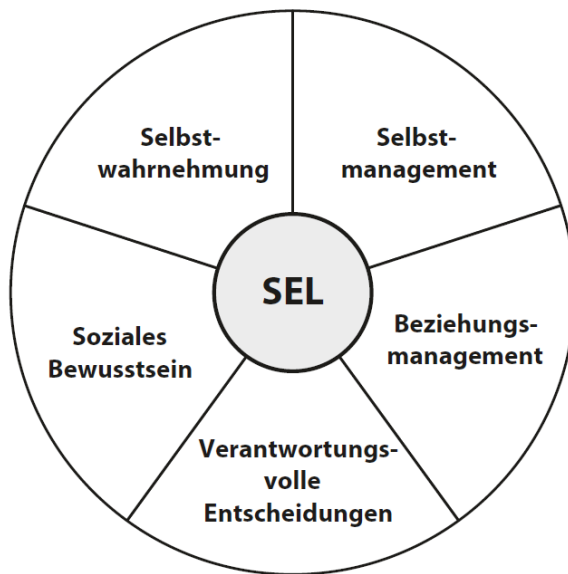 Selbst-
wahrnehmung
Selbst-
management
SEL
Soziales
Bewusstsein
Beziehungs-
management
Verantwortungs-
volle
Entscheidungen